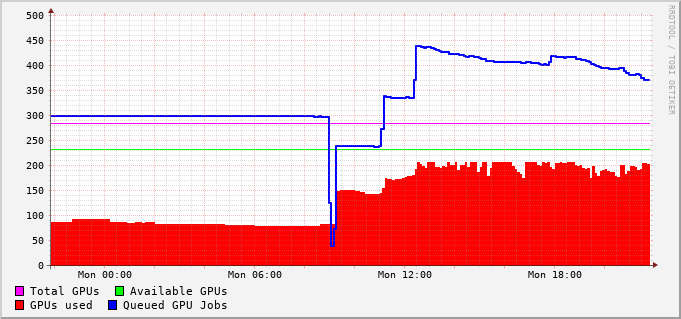 500
450
400
350
300
250
200
150
100
50
0
Mon 00:00 Mon 06:00 Mon 12:00 Mon 18:00
Total GPUs Available GPUs
GPUs used Queued GPU Jobs
RRDTOOL / TOBI OETIKER